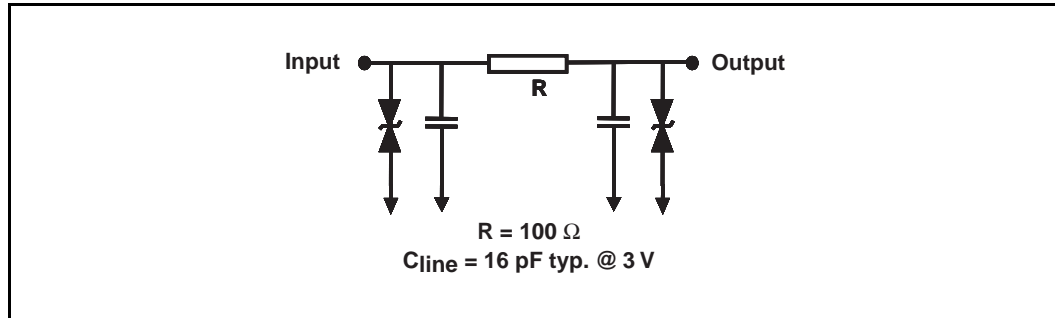 Input
Output
R
R = 100 Ω
Cline = 16 pF typ. @ 3 V